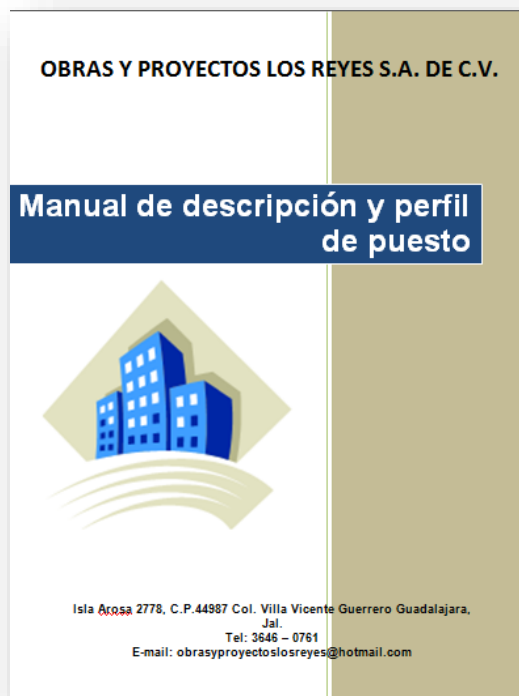 OBRAS Y PROYECTOS LOS REYES S.A. DE C.V.
Manual de descripción y perfil
de puesto
Isla Arosa 2778, C.P.44987 Col. Villa Vicente Guerrero Guadalajara,
Jal.
Tel: 3646 – 0761
E-mail: obrasyproyectoslosreyes@hotmail.com